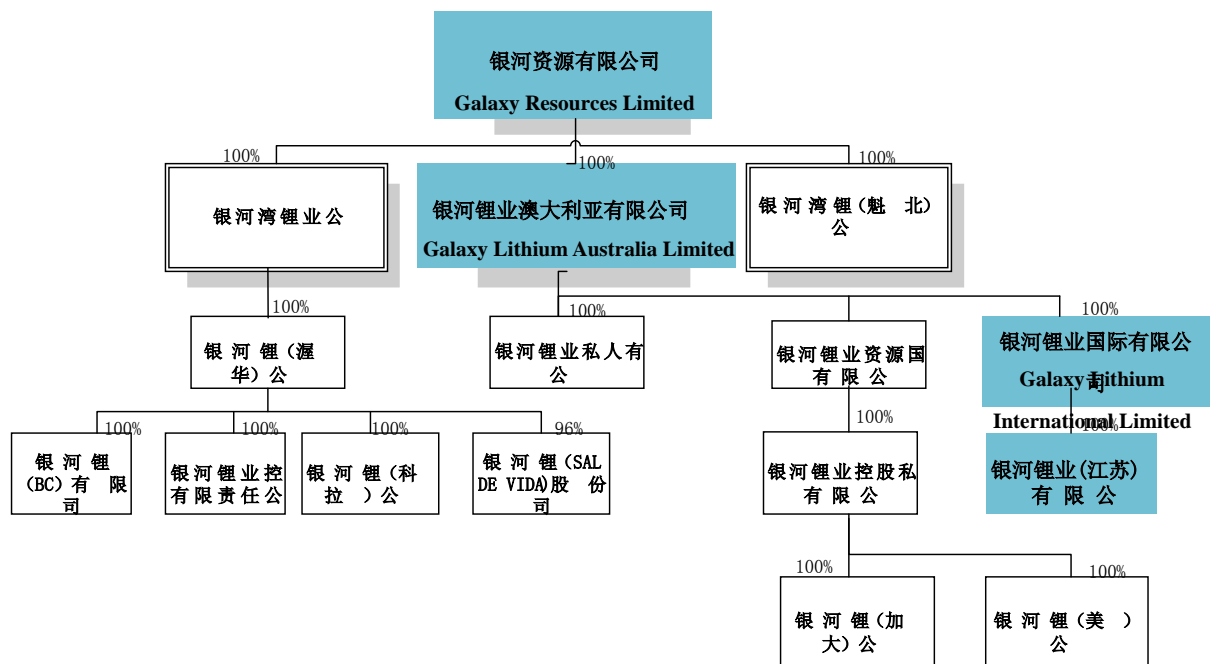 银河资源有限公司
Galaxy Resources Limited
100%
100%
100%
银河湾锂业公
银河锂业澳大利亚有限公司
Galaxy Lithium Australia Limited
银河湾锂(魁 北)
公
100%
100%
100%
银河锂(渥
华)公
银河锂业私人有
公
银河锂业资源国
有限公
银河锂业国际有限公
司
Galaxy Lithium
International Limited
100%
100%
100%
96%
100%
100%
银河锂
(BC)有 限
司
银河锂业控
有限责任公
银河锂(科
拉 )公
银河锂(SAL
DE VIDA)股 份
司
银河锂业控股私
有限公
银河锂业(江苏)
有限公
100%
100%
银河锂(加
大)公
银河锂(美 )
公